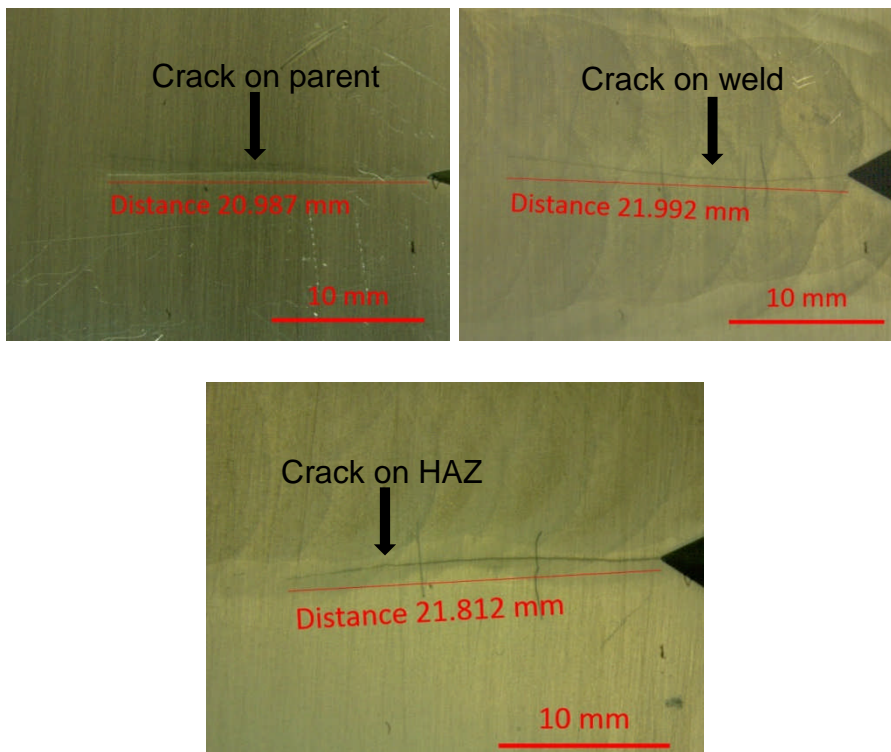 Crack on parent
Distance 20.987 mm
10 mm
Crack on weld
Distance 21.992 mm
10 mm
Crack on HAZ
Distance 21.812 mm
10 mm